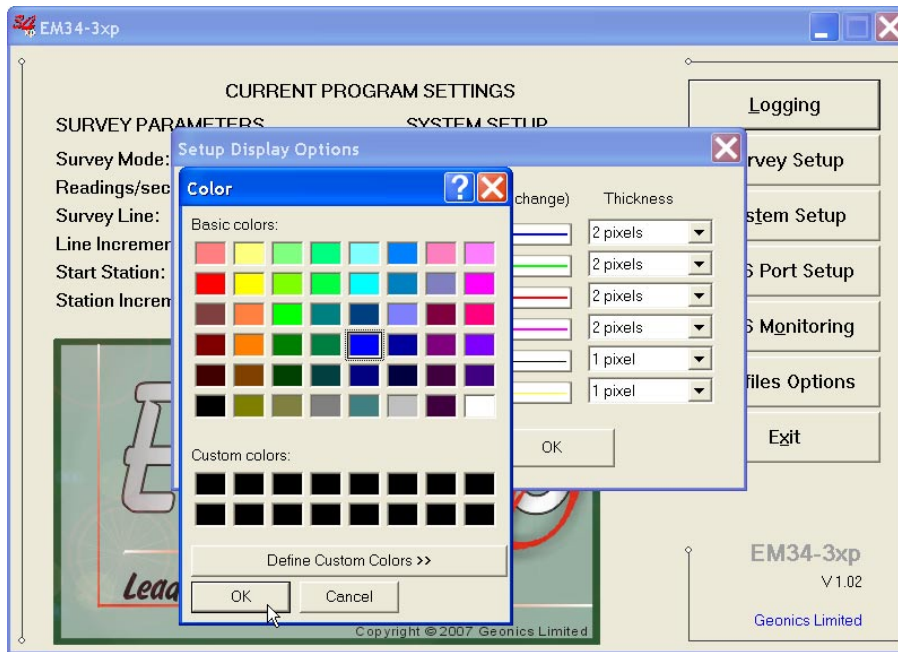 EM34-3xp
CURRENT PROGRAM SETTINGS
SURVEY PARAMETERS
SYSTEM SETUP
Survey Mode:
Readings/sec
Survey Line:
Line Incremen
Start Station:
Station Increm
Setup Display Options
change)
Thickness
2 pixels
2 pixels
2 pixels
2 pixels
1 pixel
1 pixel
OK
Color
Basic colors:
Custom colors:
Define Custom Colors >>
OK
Cancel
Logging
rvey Setup
stem Setup
S Port Setup
S Monitoring
files Options
Exit
Lead
Copyright © 2007 Geonics Limited
EM34-3xp
V 1.02
Geonics Limited